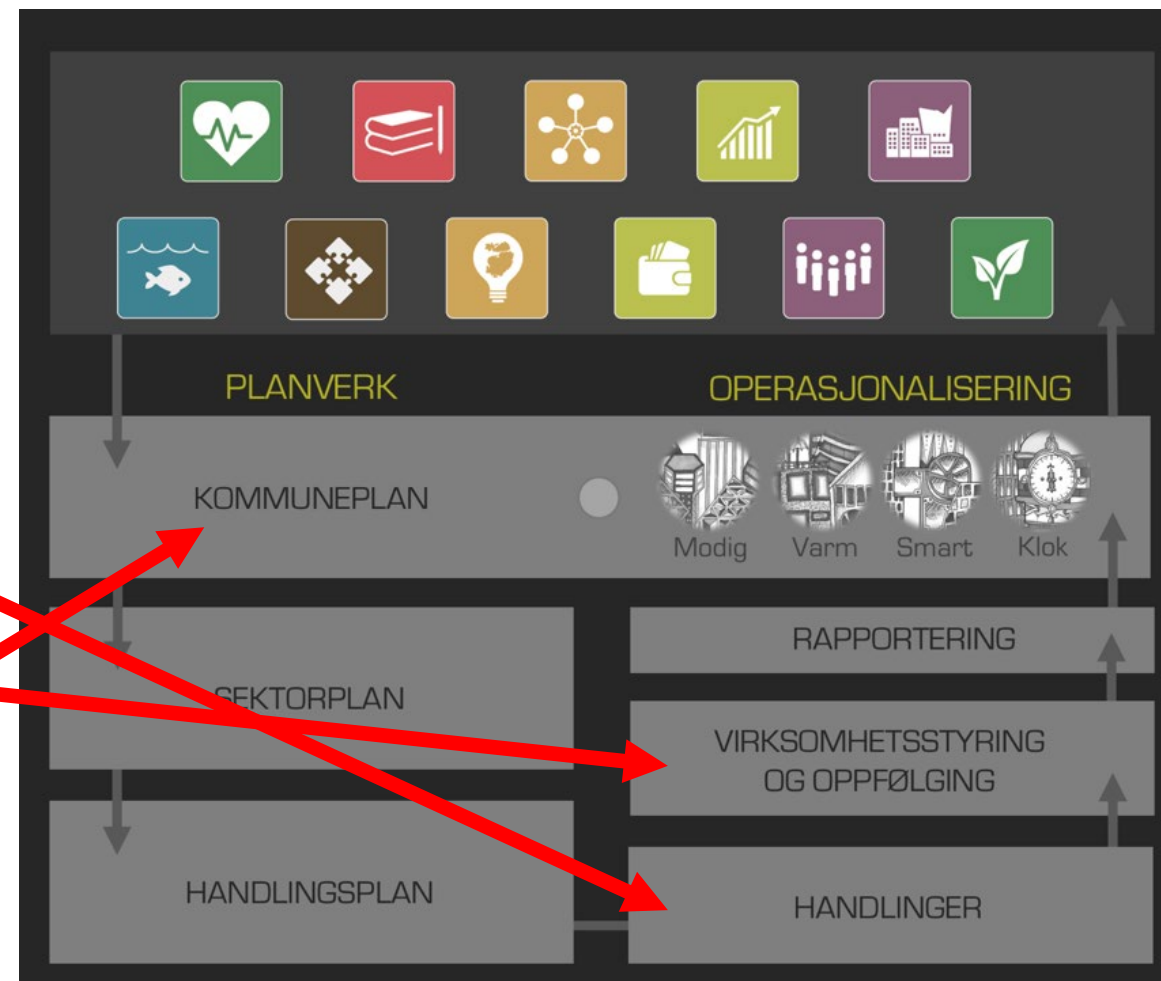 PLANVERK
OPERASJONALISERING
KOMMUNEPLAN
Modig
Varm
Smart
Klok
RAPPORTERING
SEKTORPLAN
VIRKSOMHETSSTYRING
OG OPPFØLGING
HANDLINGSPLAN
HANDLINGER